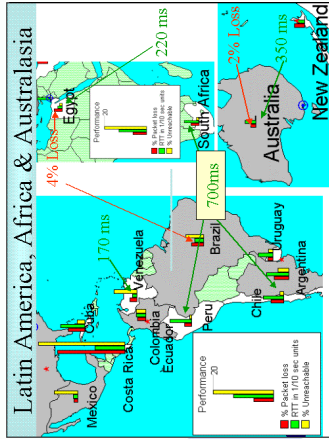 Latin America, Africa & Australasia
220 ms
Egypt
4% Loss
Performance
20
% Packet loss
RTT in 1/10 sec units
% Unreachable
South Africa
2% Loss
350 ms
Australia
New Zealand
170 ms
700ms
Cuba
Mexico
Costa Rica
Venezuela
Colombia
Ecuador
Peru
Brazil
Uruguay
Chile
Argentina
Performance
20
% Packet loss
RTT in 1/10 sec units
% Unreachable